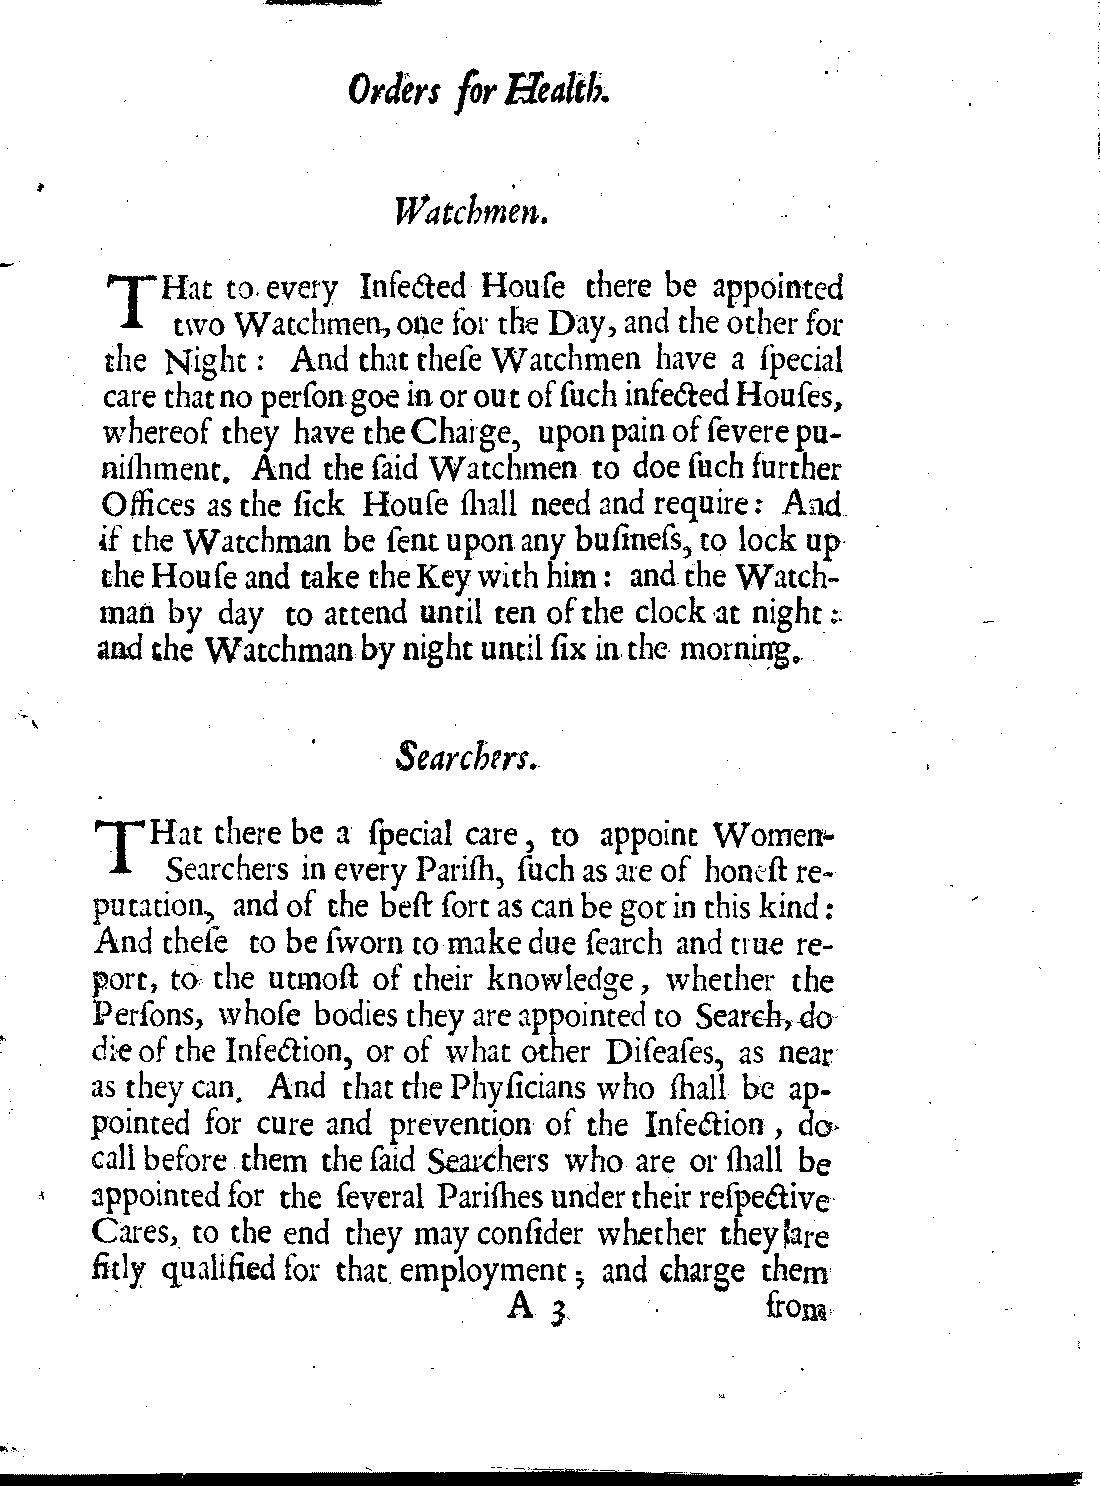 Orders for Health.
Watchmen.
THat to every Infected Houſe there be appointed
two Watchmen, one for the Day, and the other for
the Night: And that theſe Watchmen have a ſpecial
care that no perſon goe in or out of ſuch infected Houſes,
whereof they have the Charge, upon pain of ſevere pu-
niſhment. And the ſaid Watchmen to doe ſuch further
Offices as the ſick Houſe ſhall need and require: And
if the Watchman be ſent upon any buſineſs, to lock up
the Houſe and take the Key with him: and the Watch-
man by day to attend until ten of the clock at night:
and the Watchman by night until ſix in the morning.
Searchers.
THat there be a ſpecial care, to appoint Women-
Searchers in every Pariſh, ſuch as are of honeſt re-
putation, and of the beſt ſort as can be got in this kind:
And theſe to be ſworn to make due ſearch and true re-
port, to the utmoſt of their knowledge, whether the
Perſons, whoſe bodies they are appointed to Search, do
die of the Infection, or of what other Diſeaſes, as near
as they can. And that the Phyſicians who ſhall be ap-
pointed for cure and prevention of the Infection, do
call before them the ſaid Searchers who are or ſhall be
appointed for the ſeveral Pariſhes under their reſpective
Cares, to the end they may conſider whether they are
fitly qualified for that employment; and charge them
A 3 from